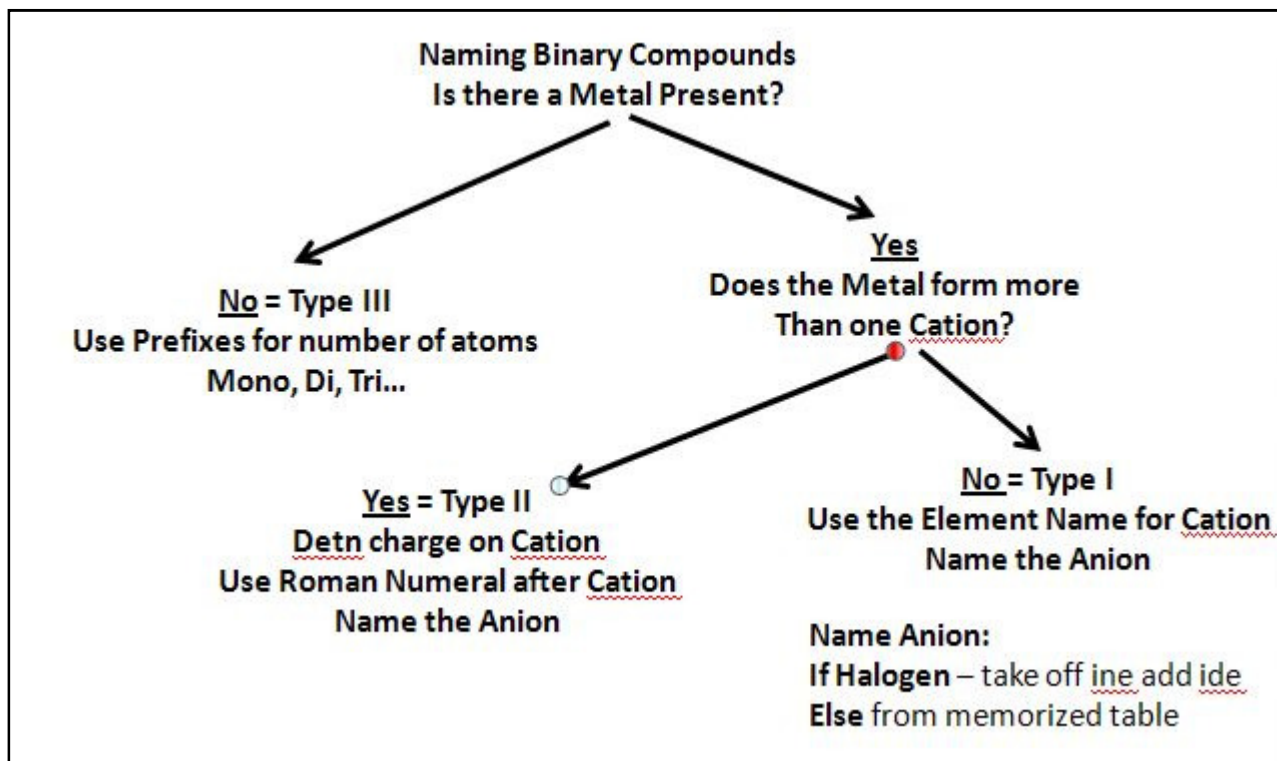 Naming Binary Compounds
Is there a Metal Present?
No = Type III
Use Prefixes for number of atoms
Mono, Di, Tri...
Yes
Does the Metal form more
Than one Cation?
Yes = Type II
Detn charge on Cation
Use Roman Numeral after Cation
Name the Anion
No = Type I
Use the Element Name for Cation
Name the Anion
Name Anion:
If Halogen – take off ine add ide
Else from memorized table